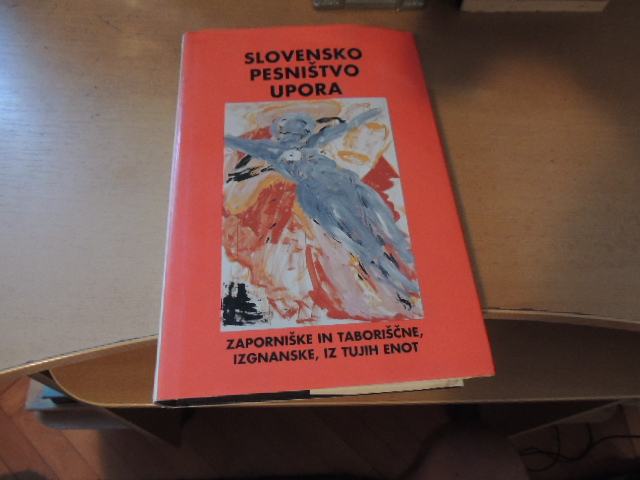 SLOVENSKO
PESNIŠTVO
UPORA
ZAPORNIŠKE IN TABORIŠČNE,
IZGNANSKE, IZ TUJIH ENOT